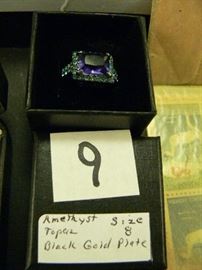 9
Amethyst Size
Topaz 8
Black Gold Plate